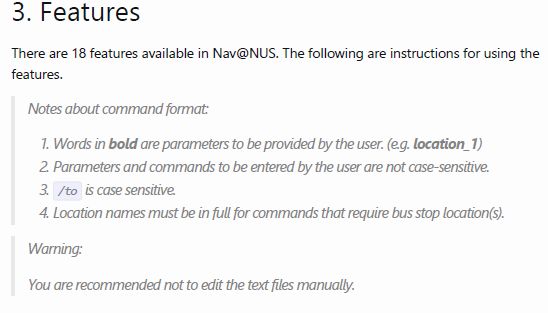 3. Features
There are 18 features available in Nav@NUS. The following are instructions for using the
features.
Notes about command format:
1. Words in bold are parameters to be provided by the user. (e.g. location_1)
2. Parameters and commands to be entered by the user are not case-sensitive.
3. /to is case sensitive.
4. Location names must be in full for commands that require bus stop location(s).
Warning:
You are recommended not to edit the text files manually.